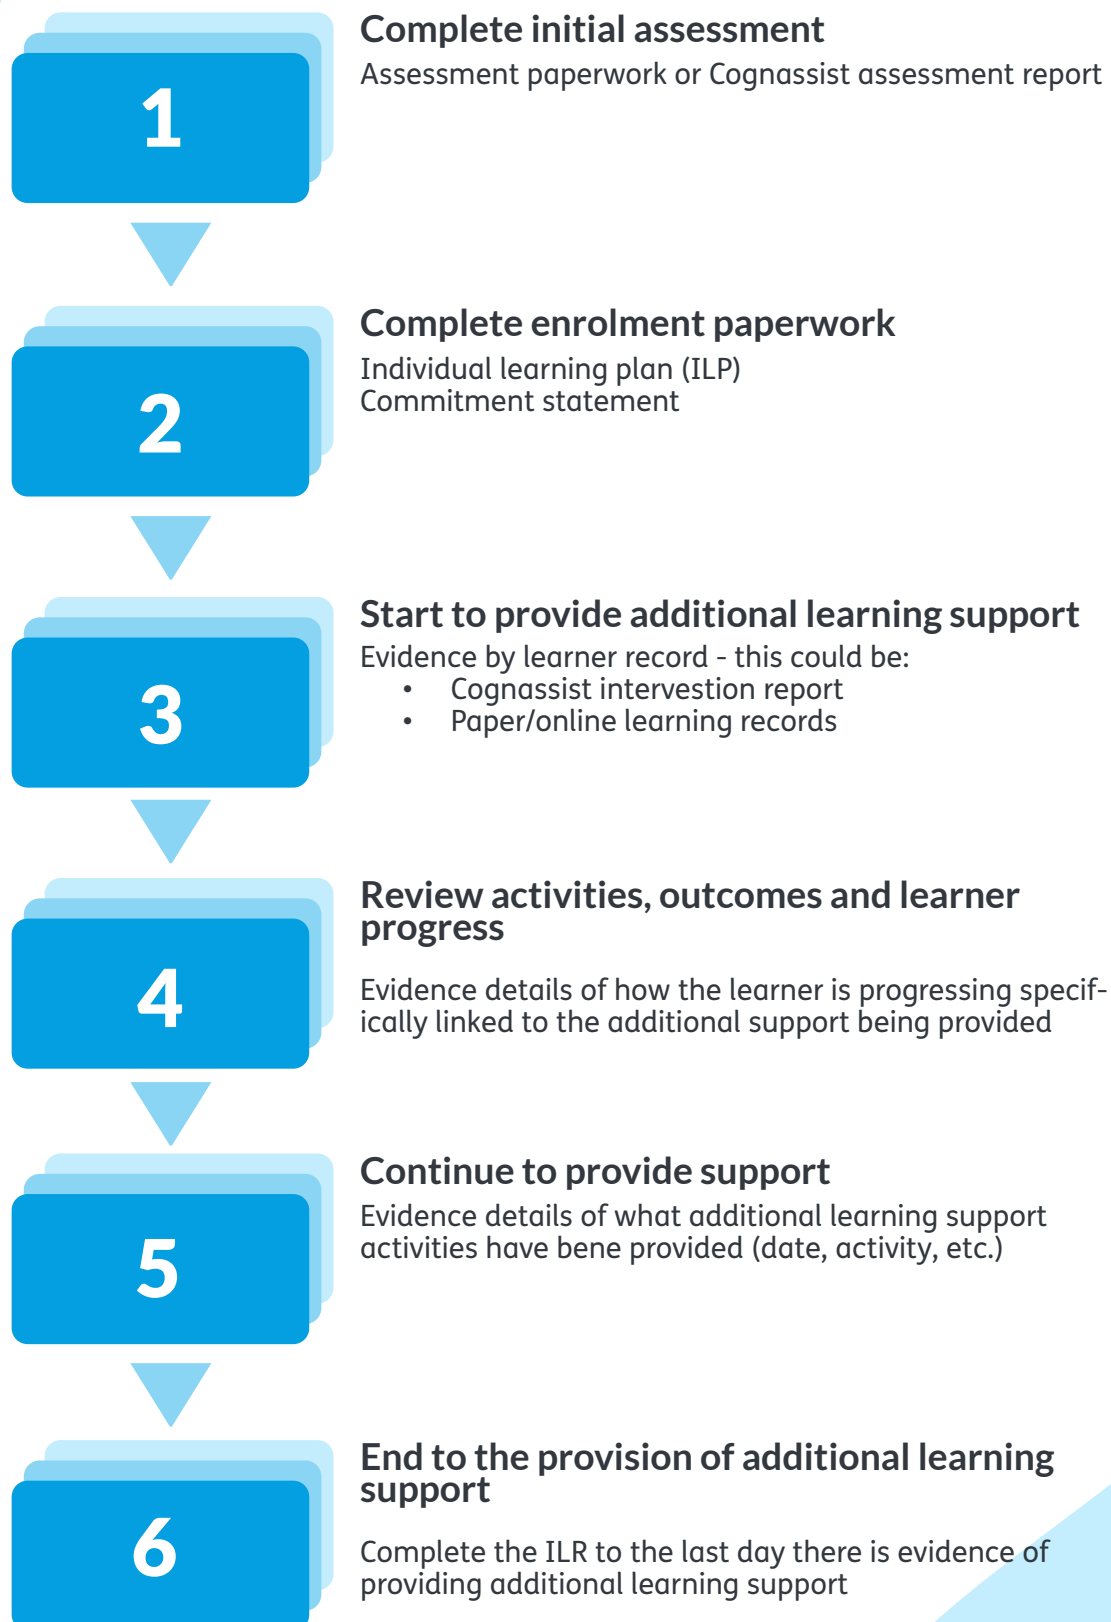 1
Complete initial assessment
Assessment paperwork or Cognassist assessment report
2
Complete enrolment paperwork
Individual learning plan (ILP)
Commitment statement
3
Start to provide additional learning support
Evidence by learner record - this could be:
• Cognassist intervestion report
• Paper/online learning records
4
Review activities, outcomes and learner
progress
Evidence details of how the learner is progressing specif-
ically linked to the additional support being provided
5
Continue to provide support
Evidence details of what additional learning support
activities have bene provided (date, activity, etc.)
6
End to the provision of additional learning
support
Complete the ILR to the last day there is evidence of
providing additional learning support